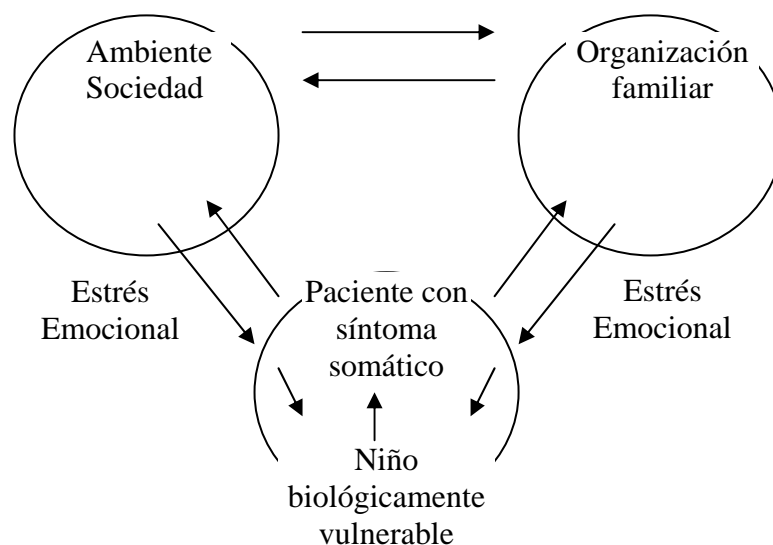 Ambiente
Sociedad
Organización
familiar
Estrés
Emocional
Paciente con
síntoma
somático
Estrés
Emocional
Niño
biológicamente
vulnerable